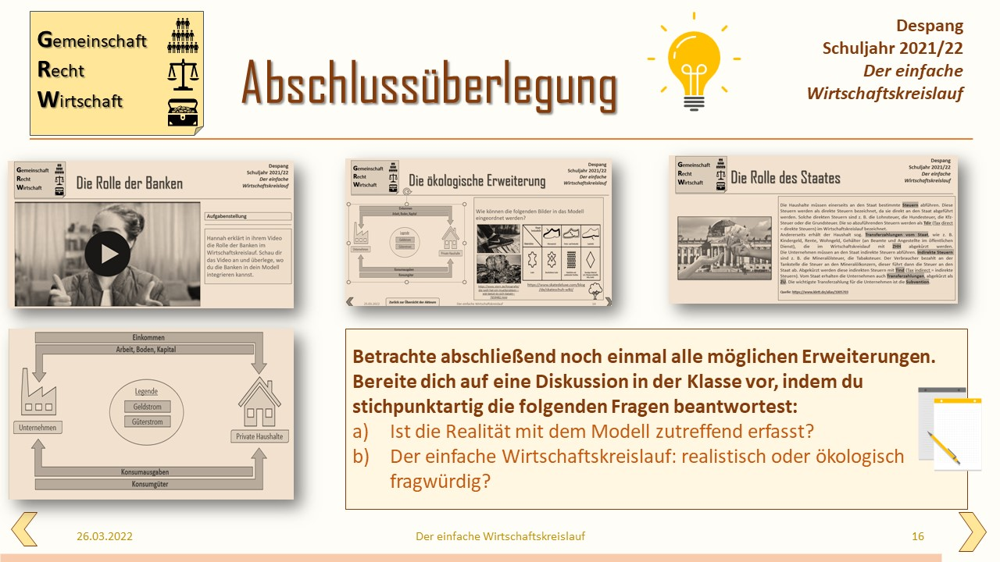 Gemeinschaft
Recht
Wirtschaft
Abschlussüberlegung
Despang
Schuljahr 2021/22
Der einfache
Wirtschaftskreislauf
Gemeinschaft
Recht
Wirtschaft
Die Rolle der Banken
Despang
Schuljahr 2021/22
Der einfache
Wirtschaftskreislauf
Aufgabenstellung
Hannah erklärt in ihrem Video
die Rolle der Banken im
Wirtschaftskreislauf. Schau dir
das Video an und überlege, wo
du die Banken in dein Modell
integrieren kannst.
Gemeinschaft
Recht
Wirtschaft
Die ökologische Erweiterung
Despang
Schuljahr 2021/22
Der einfache
Wirtschaftskreislauf
Einkommen
Arbeit, Boden, Kapital
Legende
Geldstrom
Güterstrom
Unternehmen
Private Haushalte
Konsumausgaben
Konsumgüter
Wie können die folgenden Bilder in das Modell
eingeordnet werden?
Zurück zur Übersicht der Akteure
Der einfache Wirtschaftskreislauf
Gemeinschaft
Recht
Wirtschaft
Die Rolle des Staates
Despang
Schuljahr 2021/22
Der einfache
Wirtschaftskreislauf
Die Haushalte müssen einerseits an den Staat bestimmte Steuern abführen. Diese
Steuern werden als direkte Steuern bezeichnet, da sie direkt an den Staat abgeführt
werden. Solche direkten Steuern sind z. B. die Lohnsteuer, die Hundesteuer, die Kfz-
Steuer oder die Grundsteuer. Die so abzuführenden Steuern werden als Tdir (Tax direct
= direkte Steuern) im Wirtschaftskreislauf bezeichnet.
Andererseits erhält der Haushalt sog. Transferzahlungen vom Staat, wie z. B.
Kindergeld, Rente, Wohngeld, Gehälter (an Beamte und Angestellte im öffentlichen
Dienst), die im Wirtschaftskreislauf mit ZHH abgekürzt werden.
Die Unternehmen müssen an den Staat indirekte Steuern abführen. Indirekte Steuern
sind z. B. die Mineralölsteuer, die Tabaksteuer. Der Verbraucher bezahlt an der
Tankstelle die Steuer an den Mineralölkonzern, dieser führt dann die Steuer an den
Staat ab. Abgekürzt werden diese indirekten Steuern mit Tind (Tax indirect = indirekte
Steuern). Vom Staat erhalten die Unternehmen auch Transferzahlungen, abgekürzt als
ZU. Die wichtigste Transferzahlung für die Unternehmen ist die Subvention.
Einkommen
Arbeit, Boden, Kapital
Legende
Geldstrom
Güterstrom
Unternehmen
Private Haushalte
Konsumausgaben
Konsumgüter
Betrachte abschließend noch einmal alle möglichen Erweiterungen.
Bereite dich auf eine Diskussion in der Klasse vor, indem du
stichpunktartig die folgenden Fragen beantwortest:
a) Ist die Realität mit dem Modell zutreffend erfasst?
b) Der einfache Wirtschaftskreislauf: realistisch oder ökologisch
fragwürdig?
26.03.2022
Der einfache Wirtschaftskreislauf
16